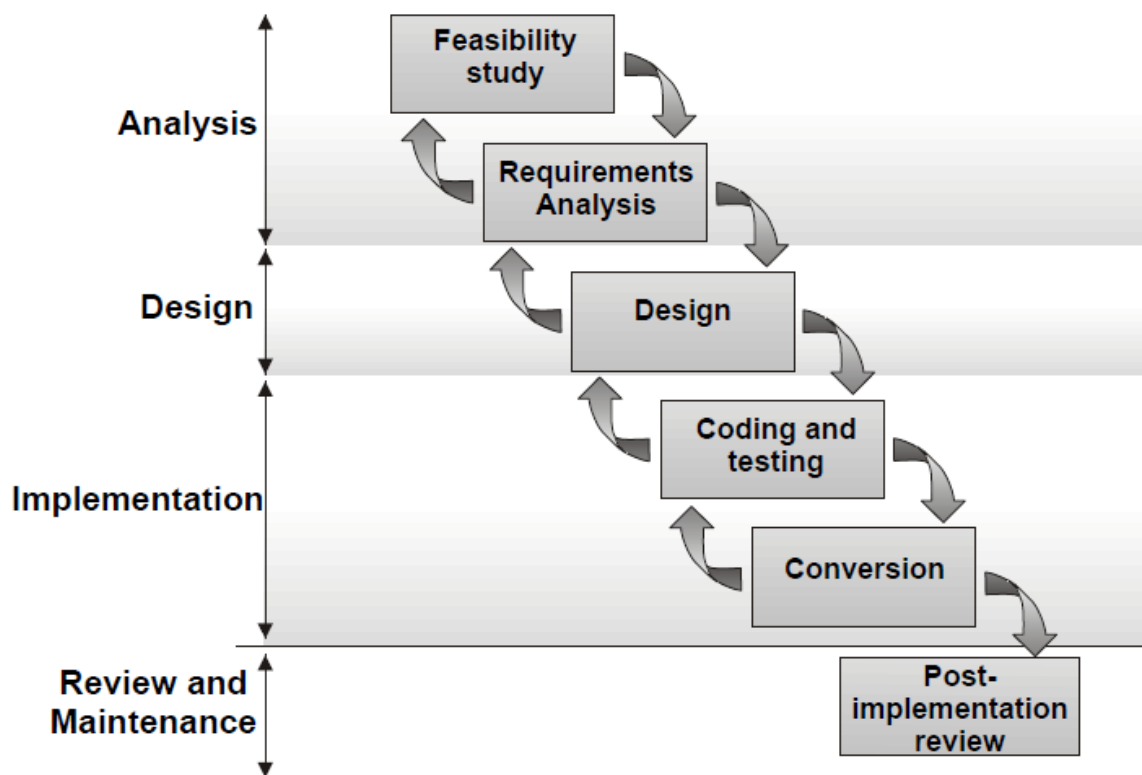 Feasibility
study
Analysis
Requirements
Analysis
Design
Design
Coding and
testing
Implementation
Conversion
Review and
Maintenance
Post-
implementation
review